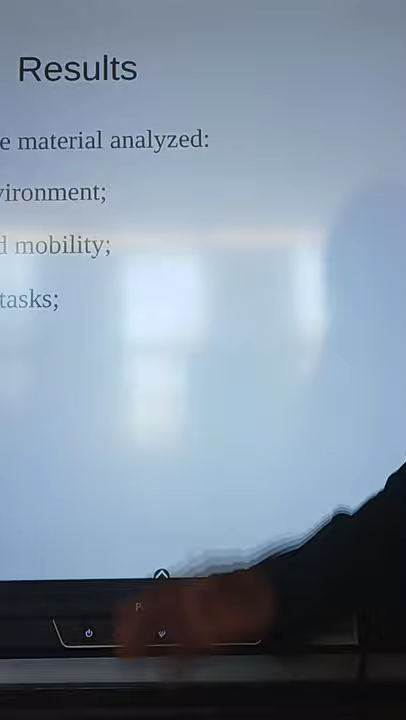 Results
e material analyzed:
vironment;
d mobility;
tasks;